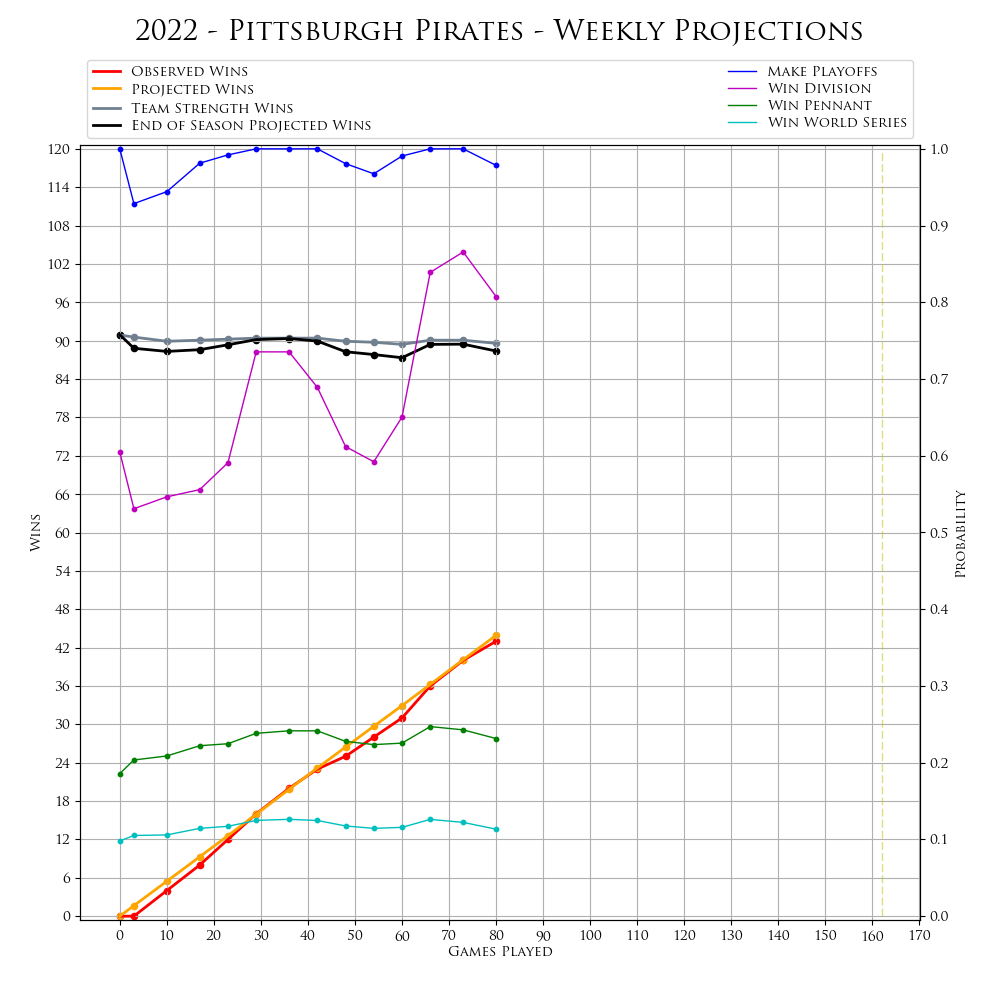 2022 - Pittsburgh Pirates - Weekly Projections
Observed Wins
Projected Wins
Team Strength Wins
End of Season Projected Wins
Make Playoffs
Win Division
Win Pennant
Win World Series
120
114
108
102
96
90
84
78
72
66
60
54
48
42
36
30
24
18
12
6
0
Wins
1.0
0.9
0.8
0.7
0.6
0.5
0.4
0.3
0.2
0.1
0.0
Probability
0 10 20 30 40 50 60 70 80 90 100 110 120 130 140 150 160 170
Games Played